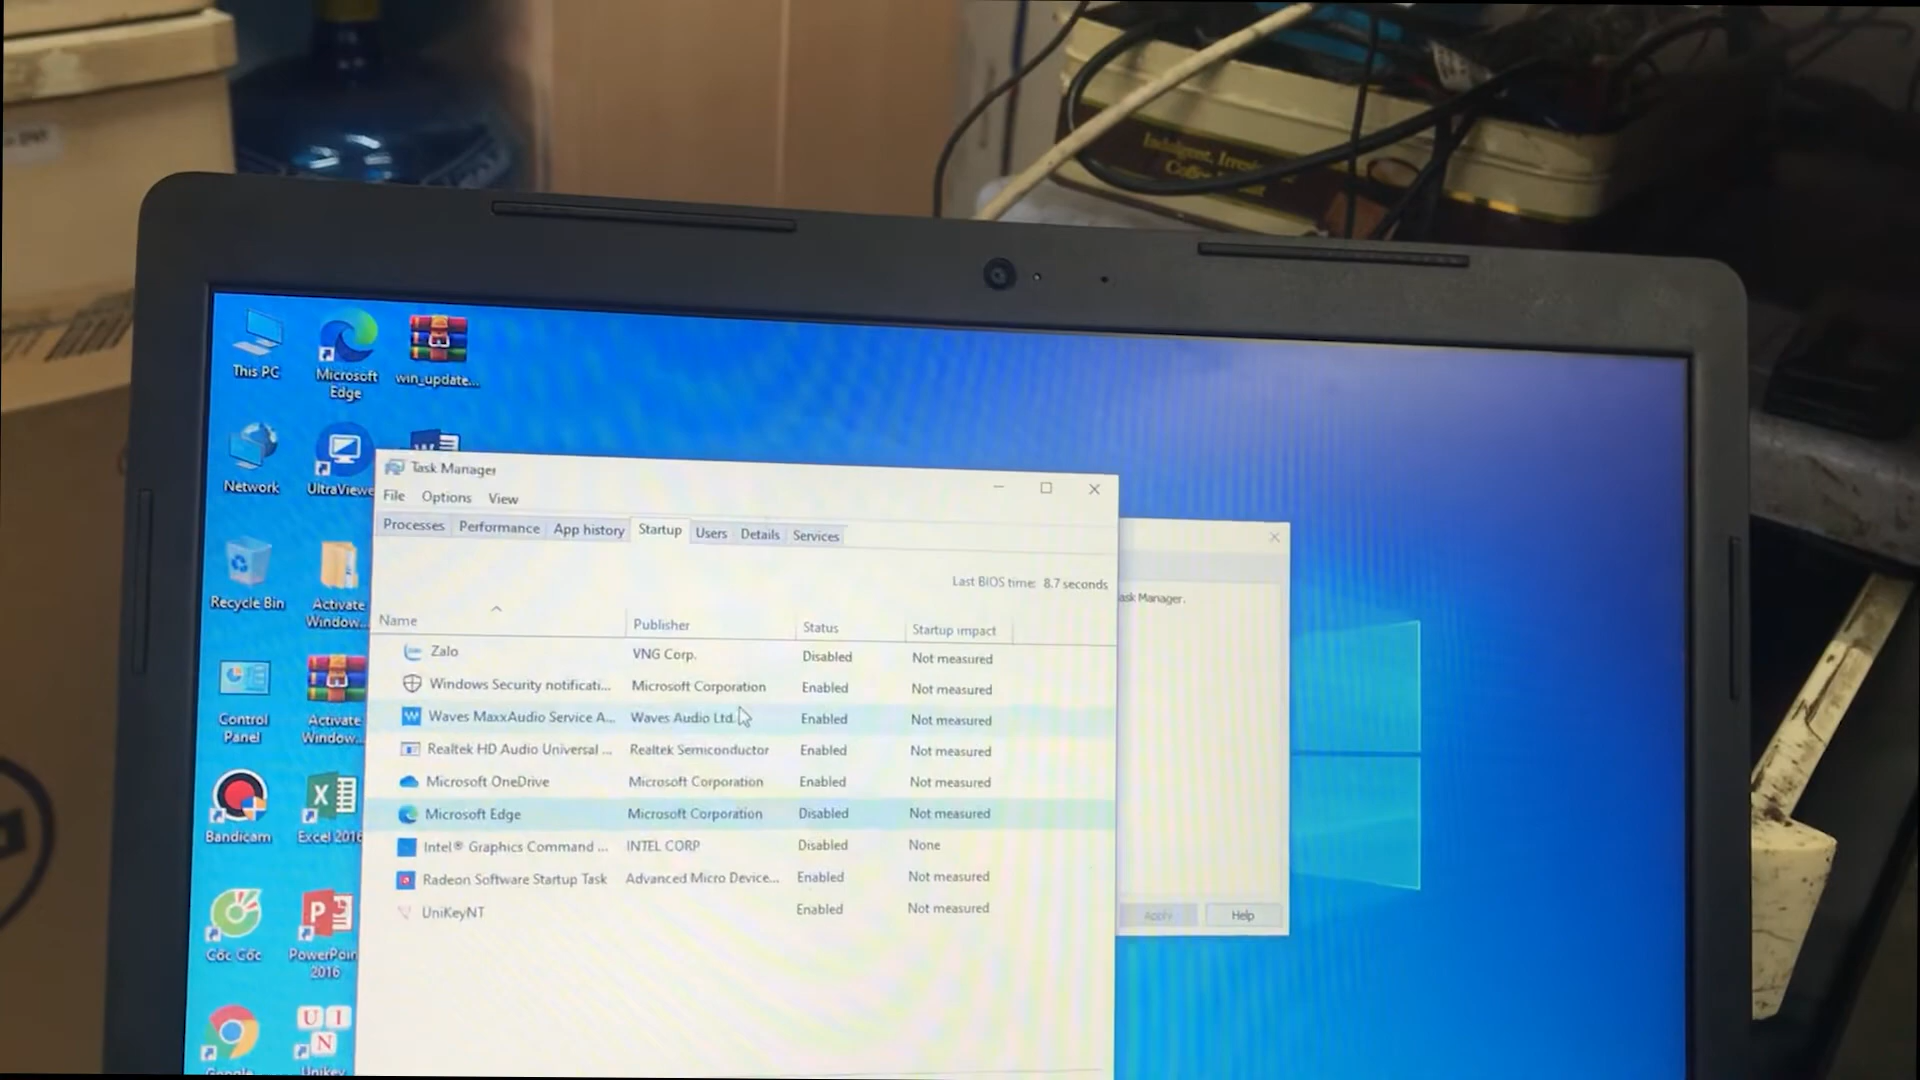 This PC
Microsoft
Edge
win_update...
Network
UltraViewe
Recycle Bin
Activate
Window...
Control
Panel
Activate
Window...
Bandicam
Excel 2016
Cốc Cốc
PowerPoin
2016
Google
Unikey
U I
N
Task Manager
File Options View
Processes Performance App history Startup Users Details Services
Last BIOS time: 8.7 seconds
Name Publisher Status Startup impact
Zalo VNG Corp. Disabled Not measured
Windows Security notificati... Microsoft Corporation Enabled Not measured
Waves MaxxAudio Service A... Waves Audio Ltd. Enabled Not measured
Realtek HD Audio Universal ... Realtek Semiconductor Enabled Not measured
Microsoft OneDrive Microsoft Corporation Enabled Not measured
Microsoft Edge Microsoft Corporation Disabled Not measured
Intel® Graphics Command ... INTEL CORP Disabled None
Radeon Software Startup Task Advanced Micro Device... Enabled Not measured
UniKeyNT Enabled Not measured
ask Manager.
Apply Help
Indulgent, 
Coffee